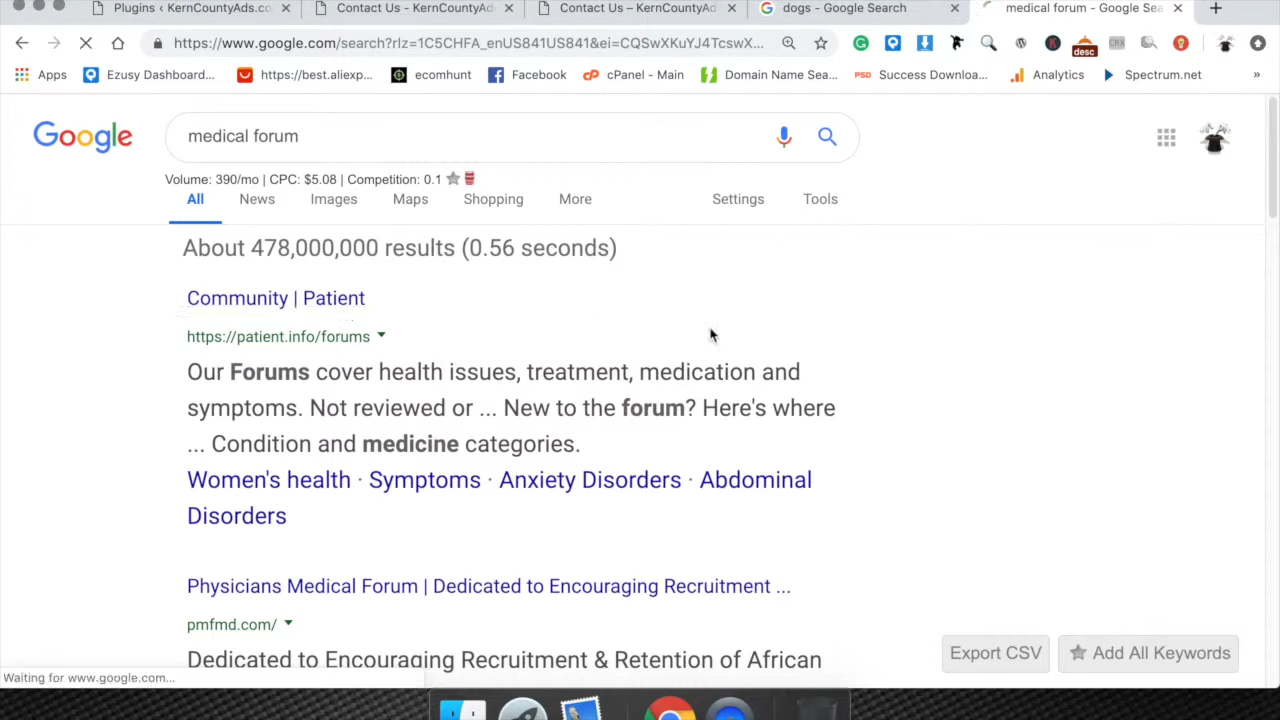 Plugins ‹ KernCountyAds.co
Contact Us - KernCountyAds
Contact Us – KernCountyAd
dogs - Google Search
medical forum - Google Sea
https://www.google.com/search?rlz=1C5CHFA_enUS841US841&ei=CQSwXKuYJ4TcswX...
desc
CRX
Apps
Ezusy Dashboard...
https://best.aliexp...
ecomhunt
Facebook
cPanel - Main
Domain Name Sea...
PSD
Success Downloa...
Analytics
Spectrum.net
»
Google
medical forum
Volume: 390/mo | CPC: $5.08 | Competition: 0.1
All
News
Images
Maps
Shopping
More
Settings
Tools
About 478,000,000 results (0.56 seconds)
Community | Patient
https://patient.info/forums
Our Forums cover health issues, treatment, medication and
symptoms. Not reviewed or ... New to the forum? Here's where
... Condition and medicine categories.
Women's health · Symptoms · Anxiety Disorders · Abdominal
Disorders
Physicians Medical Forum | Dedicated to Encouraging Recruitment ...
pmfmd.com/
Dedicated to Encouraging Recruitment & Retention of African
Export CSV
Add All Keywords
Waiting for www.google.com...